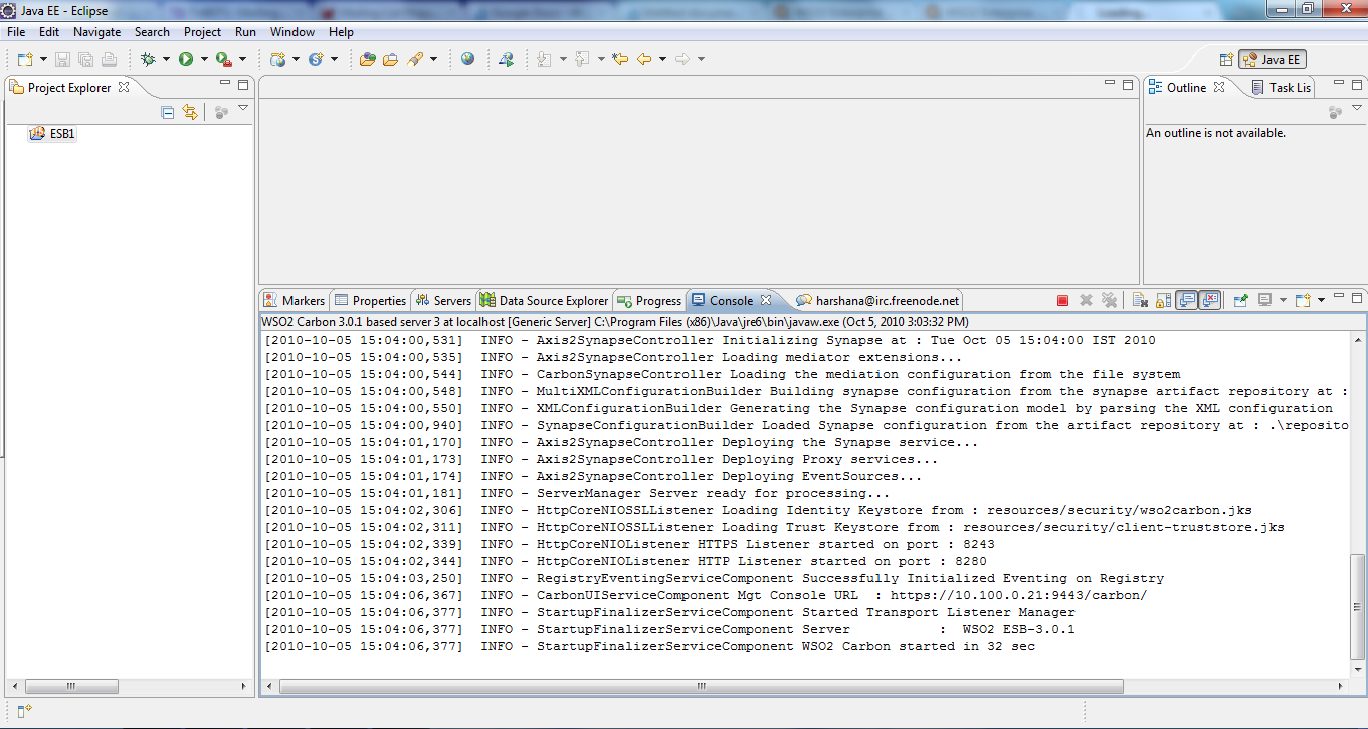 Java EE - Eclipse
File Edit Navigate Search Project Run Window Help
Java EE
Project Explorer
ESB1
Outline
Task Lis
An outline is not available.
Markers Properties Servers Data Source Explorer Progress Console harshana@irc.freenode.net
WSO2 Carbon 3.0.1 based server 3 at localhost [Generic Server] C:\Program Files (x86)\Java\jre6\bin\javaw.exe (Oct 5, 2010 3:03:32 PM)
[2010-10-05 15:04:00,531]  INFO - Axis2SynapseController Initializing Synapse at : Tue Oct 05 15:04:00 IST 2010
[2010-10-05 15:04:00,535]  INFO - Axis2SynapseController Loading mediator extensions...
[2010-10-05 15:04:00,544]  INFO - CarbonSynapseController Loading the mediation configuration from the file system
[2010-10-05 15:04:00,548]  INFO - MultiXMLConfigurationBuilder Building synapse configuration from the synapse artifact repository at :
[2010-10-05 15:04:00,550]  INFO - XMLConfigurationBuilder Generating the Synapse configuration model by parsing the XML configuration
[2010-10-05 15:04:00,940]  INFO - SynapseConfigurationBuilder Loaded Synapse configuration from the artifact repository at : .\reposito
[2010-10-05 15:04:01,170]  INFO - Axis2SynapseController Deploying the Synapse service...
[2010-10-05 15:04:01,173]  INFO - Axis2SynapseController Deploying Proxy services...
[2010-10-05 15:04:01,174]  INFO - Axis2SynapseController Deploying EventSources...
[2010-10-05 15:04:01,181]  INFO - ServerManager Server ready for processing...
[2010-10-05 15:04:02,306]  INFO - HttpCoreNIOSSLListener Loading Identity Keystore from : resources/security/wso2carbon.jks
[2010-10-05 15:04:02,311]  INFO - HttpCoreNIOSSLListener Loading Trust Keystore from : resources/security/client-truststore.jks
[2010-10-05 15:04:02,339]  INFO - HttpCoreNIOListener HTTPS Listener started on port : 8243
[2010-10-05 15:04:02,344]  INFO - HttpCoreNIOListener HTTP Listener started on port : 8280
[2010-10-05 15:04:03,250]  INFO - RegistryEventingServiceComponent Successfully Initialized Eventing on Registry
[2010-10-05 15:04:06,367]  INFO - CarbonUIServiceComponent Mgt Console URL  : https://10.100.0.21:9443/carbon/
[2010-10-05 15:04:06,377]  INFO - StartupFinalizerServiceComponent Started Transport Listener Manager
[2010-10-05 15:04:06,377]  INFO - StartupFinalizerServiceComponent Server           :  WSO2 ESB-3.0.1
[2010-10-05 15:04:06,377]  INFO - StartupFinalizerServiceComponent WSO2 Carbon started in 32 sec